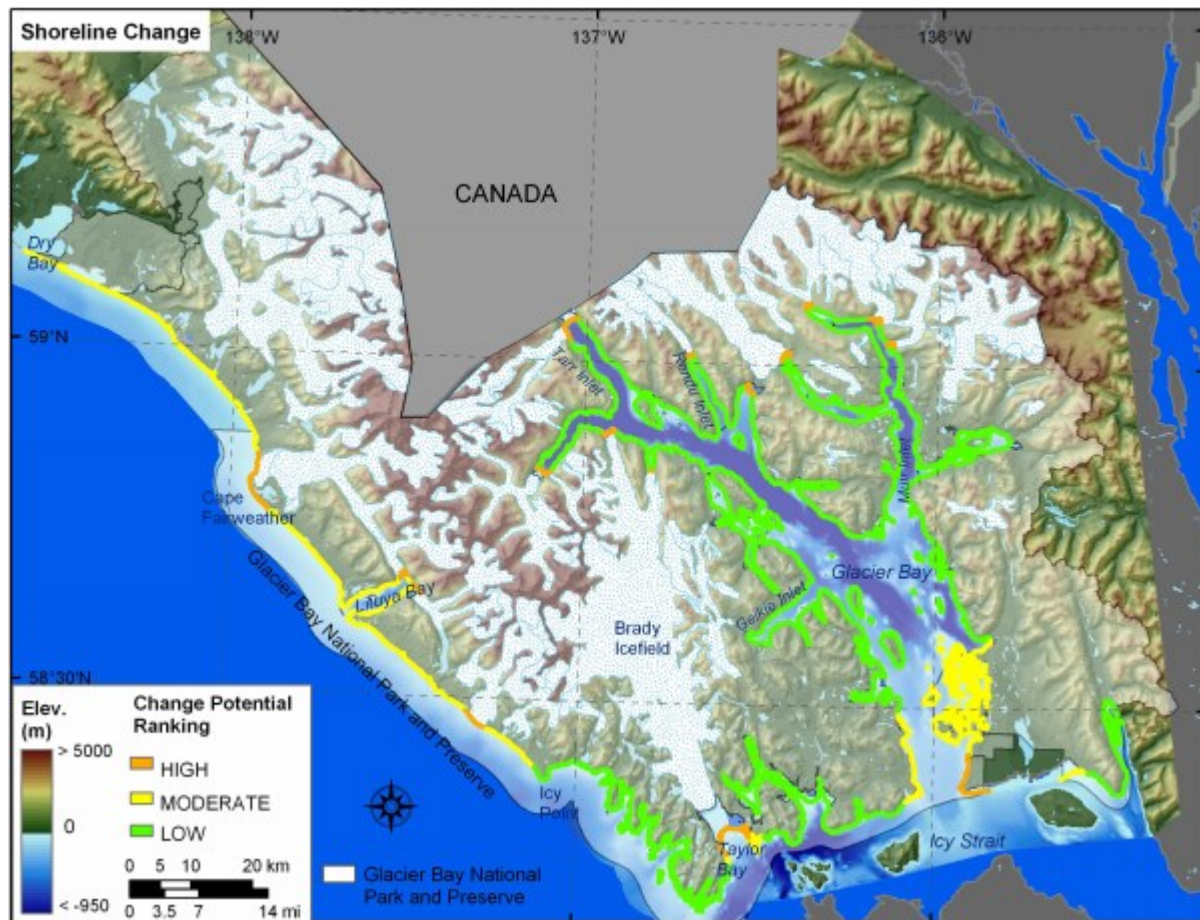 Shoreline Change
138°W
137°W
136°W
CANADA
Dry
Bay
59°N
Tarr Inlet
Rendu Inlet
Muir Inlet
Cape
Fairweather
Glacier Bay
Lituya Bay
Geikie Inlet
Brady
Icefield
Glacier Bay National Park and Preserve
58°30'N
Elev.
(m)
> 5000
0
< -950
Change Potential
Ranking
HIGH
MODERATE
LOW
0 5 10 20 km
0 3.5 7 14 mi
Icy
Point
Taylor
Bay
Icy Strait
Glacier Bay National
Park and Preserve